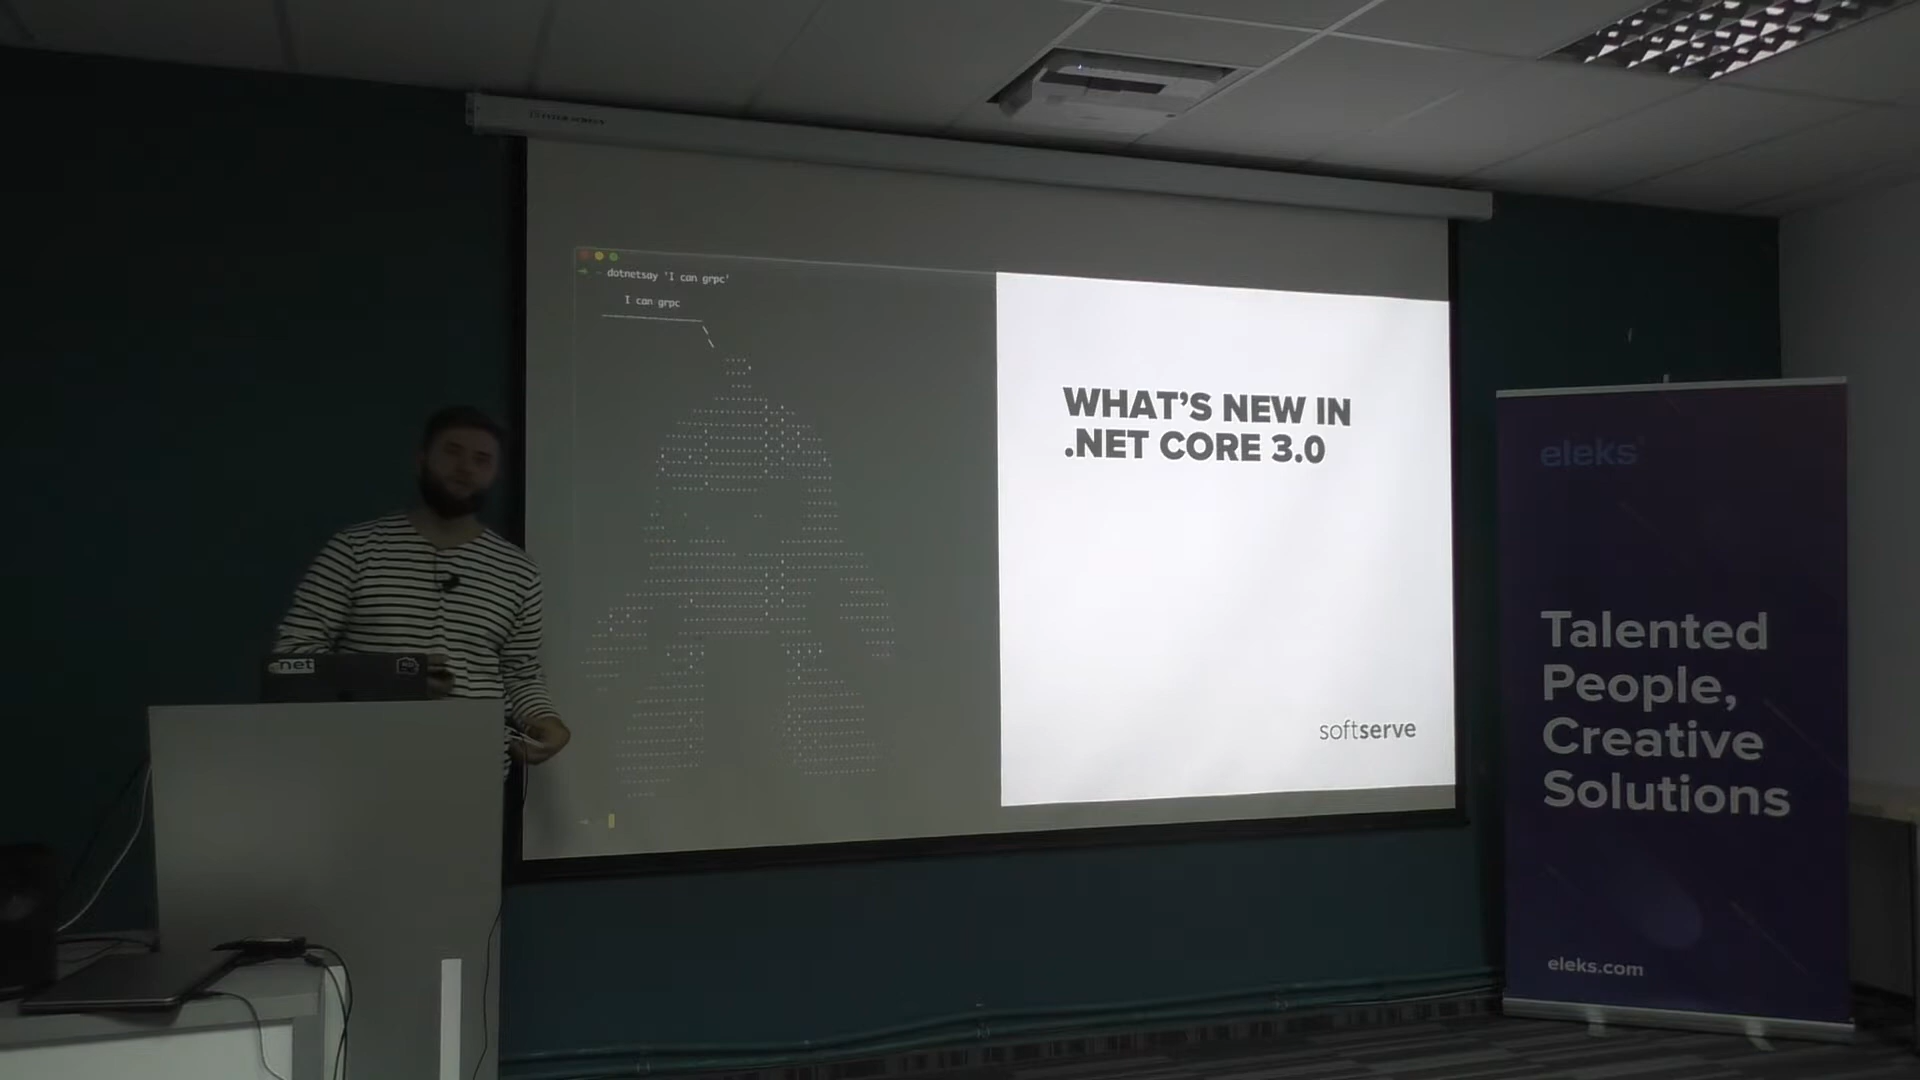 dotnetsay 'I can grpc'
I can grpc
WHAT'S NEW IN
.NET CORE 3.0
softserve
.net
eleks
Talented
People,
Creative
Solutions
eleks.com